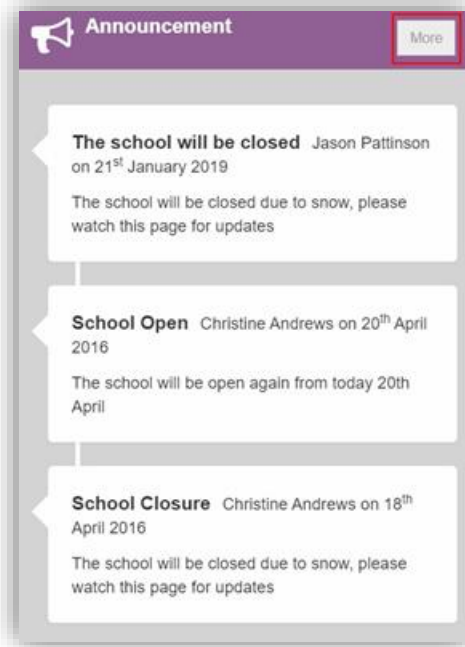 Announcement
More
The school will be closed Jason Pattinson
on 21st January 2019
The school will be closed due to snow, please
watch this page for updates
School Open Christine Andrews on 20th April
2016
The school will be open again from today 20th
April
School Closure Christine Andrews on 18th
April 2016
The school will be closed due to snow, please
watch this page for updates